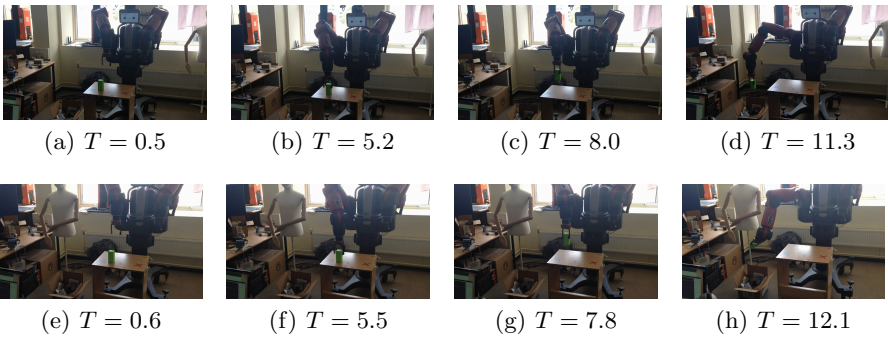 (a) T = 0.5
(b) T = 5.2
(c) T = 8.0
(d) T = 11.3
(e) T = 0.6
(f) T = 5.5
(g) T = 7.8
(h) T = 12.1